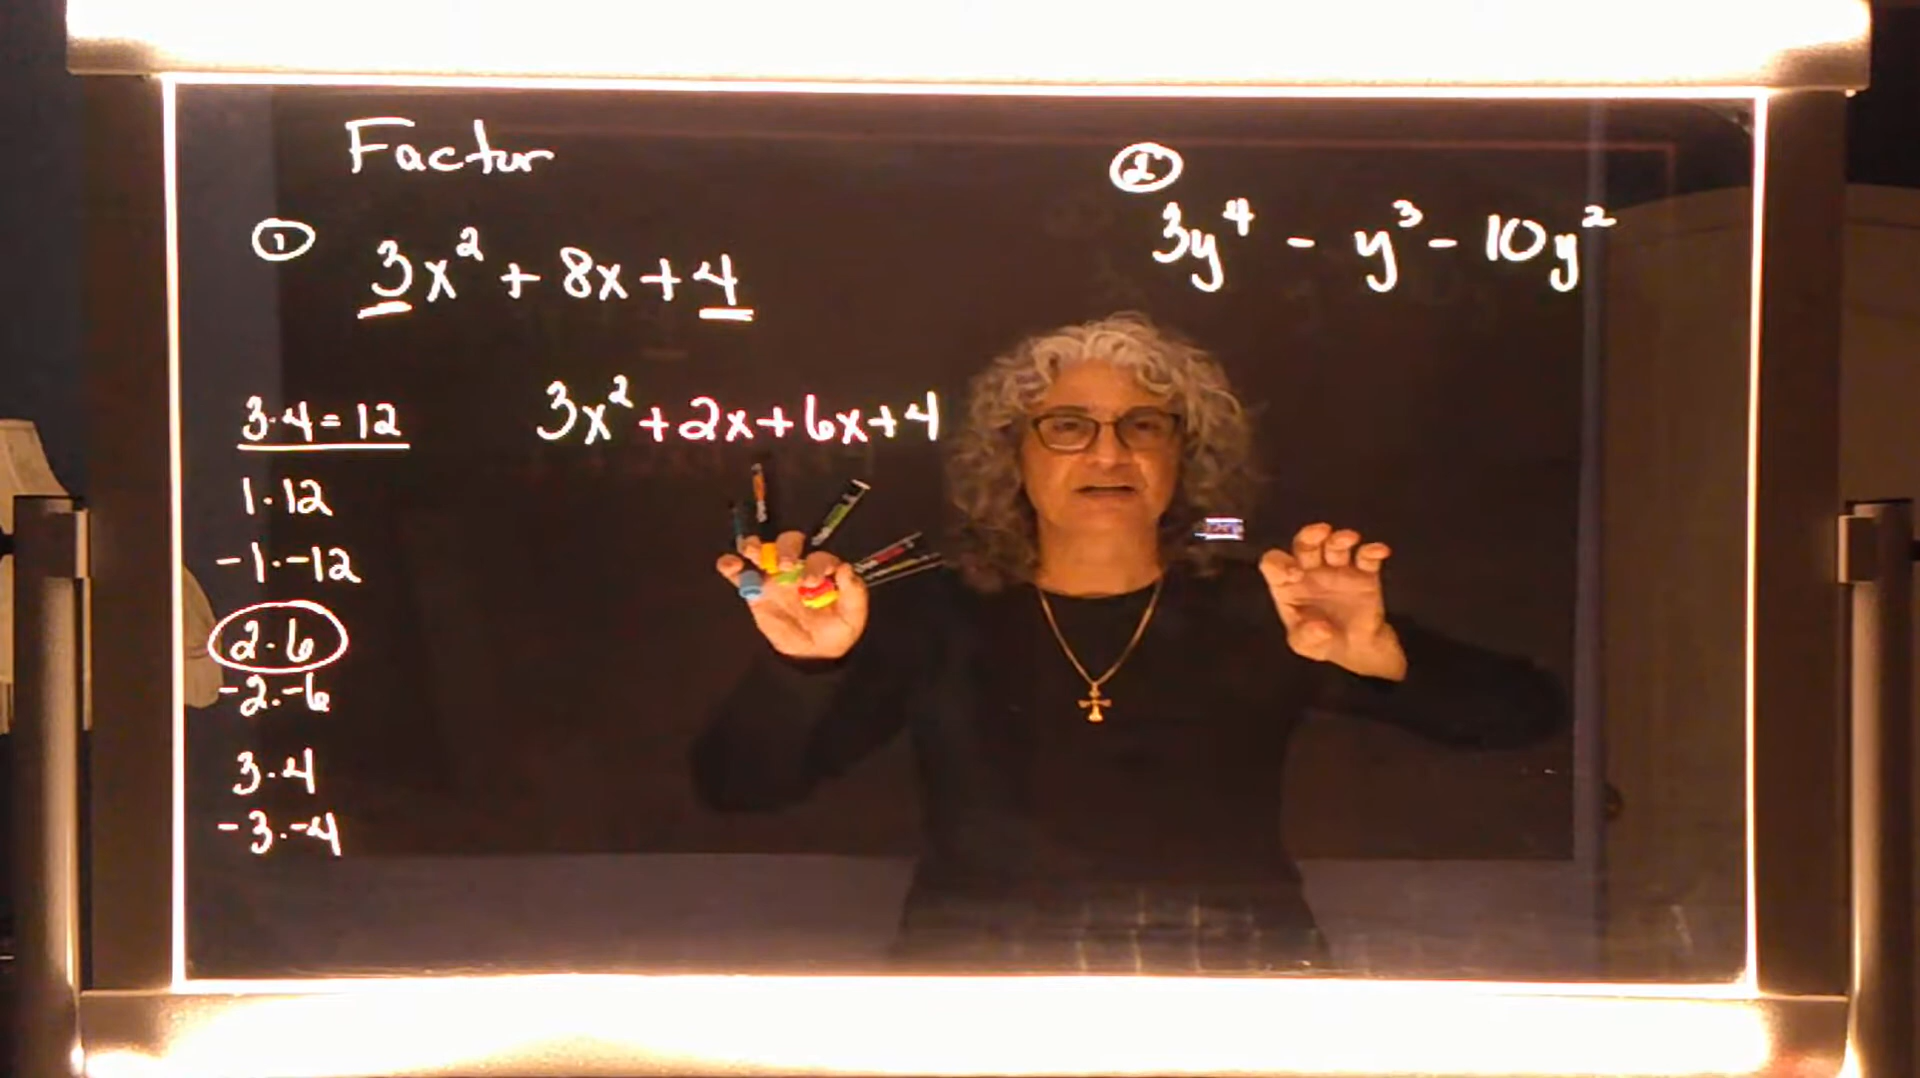 Factor
①
3x² + 8x + 4
3·4=12
1·12
-1·-12
2·6
-2·-6
3·4
-3·-4
3x²+2x+6x+4
②
3y⁴ - y³ - 10y²